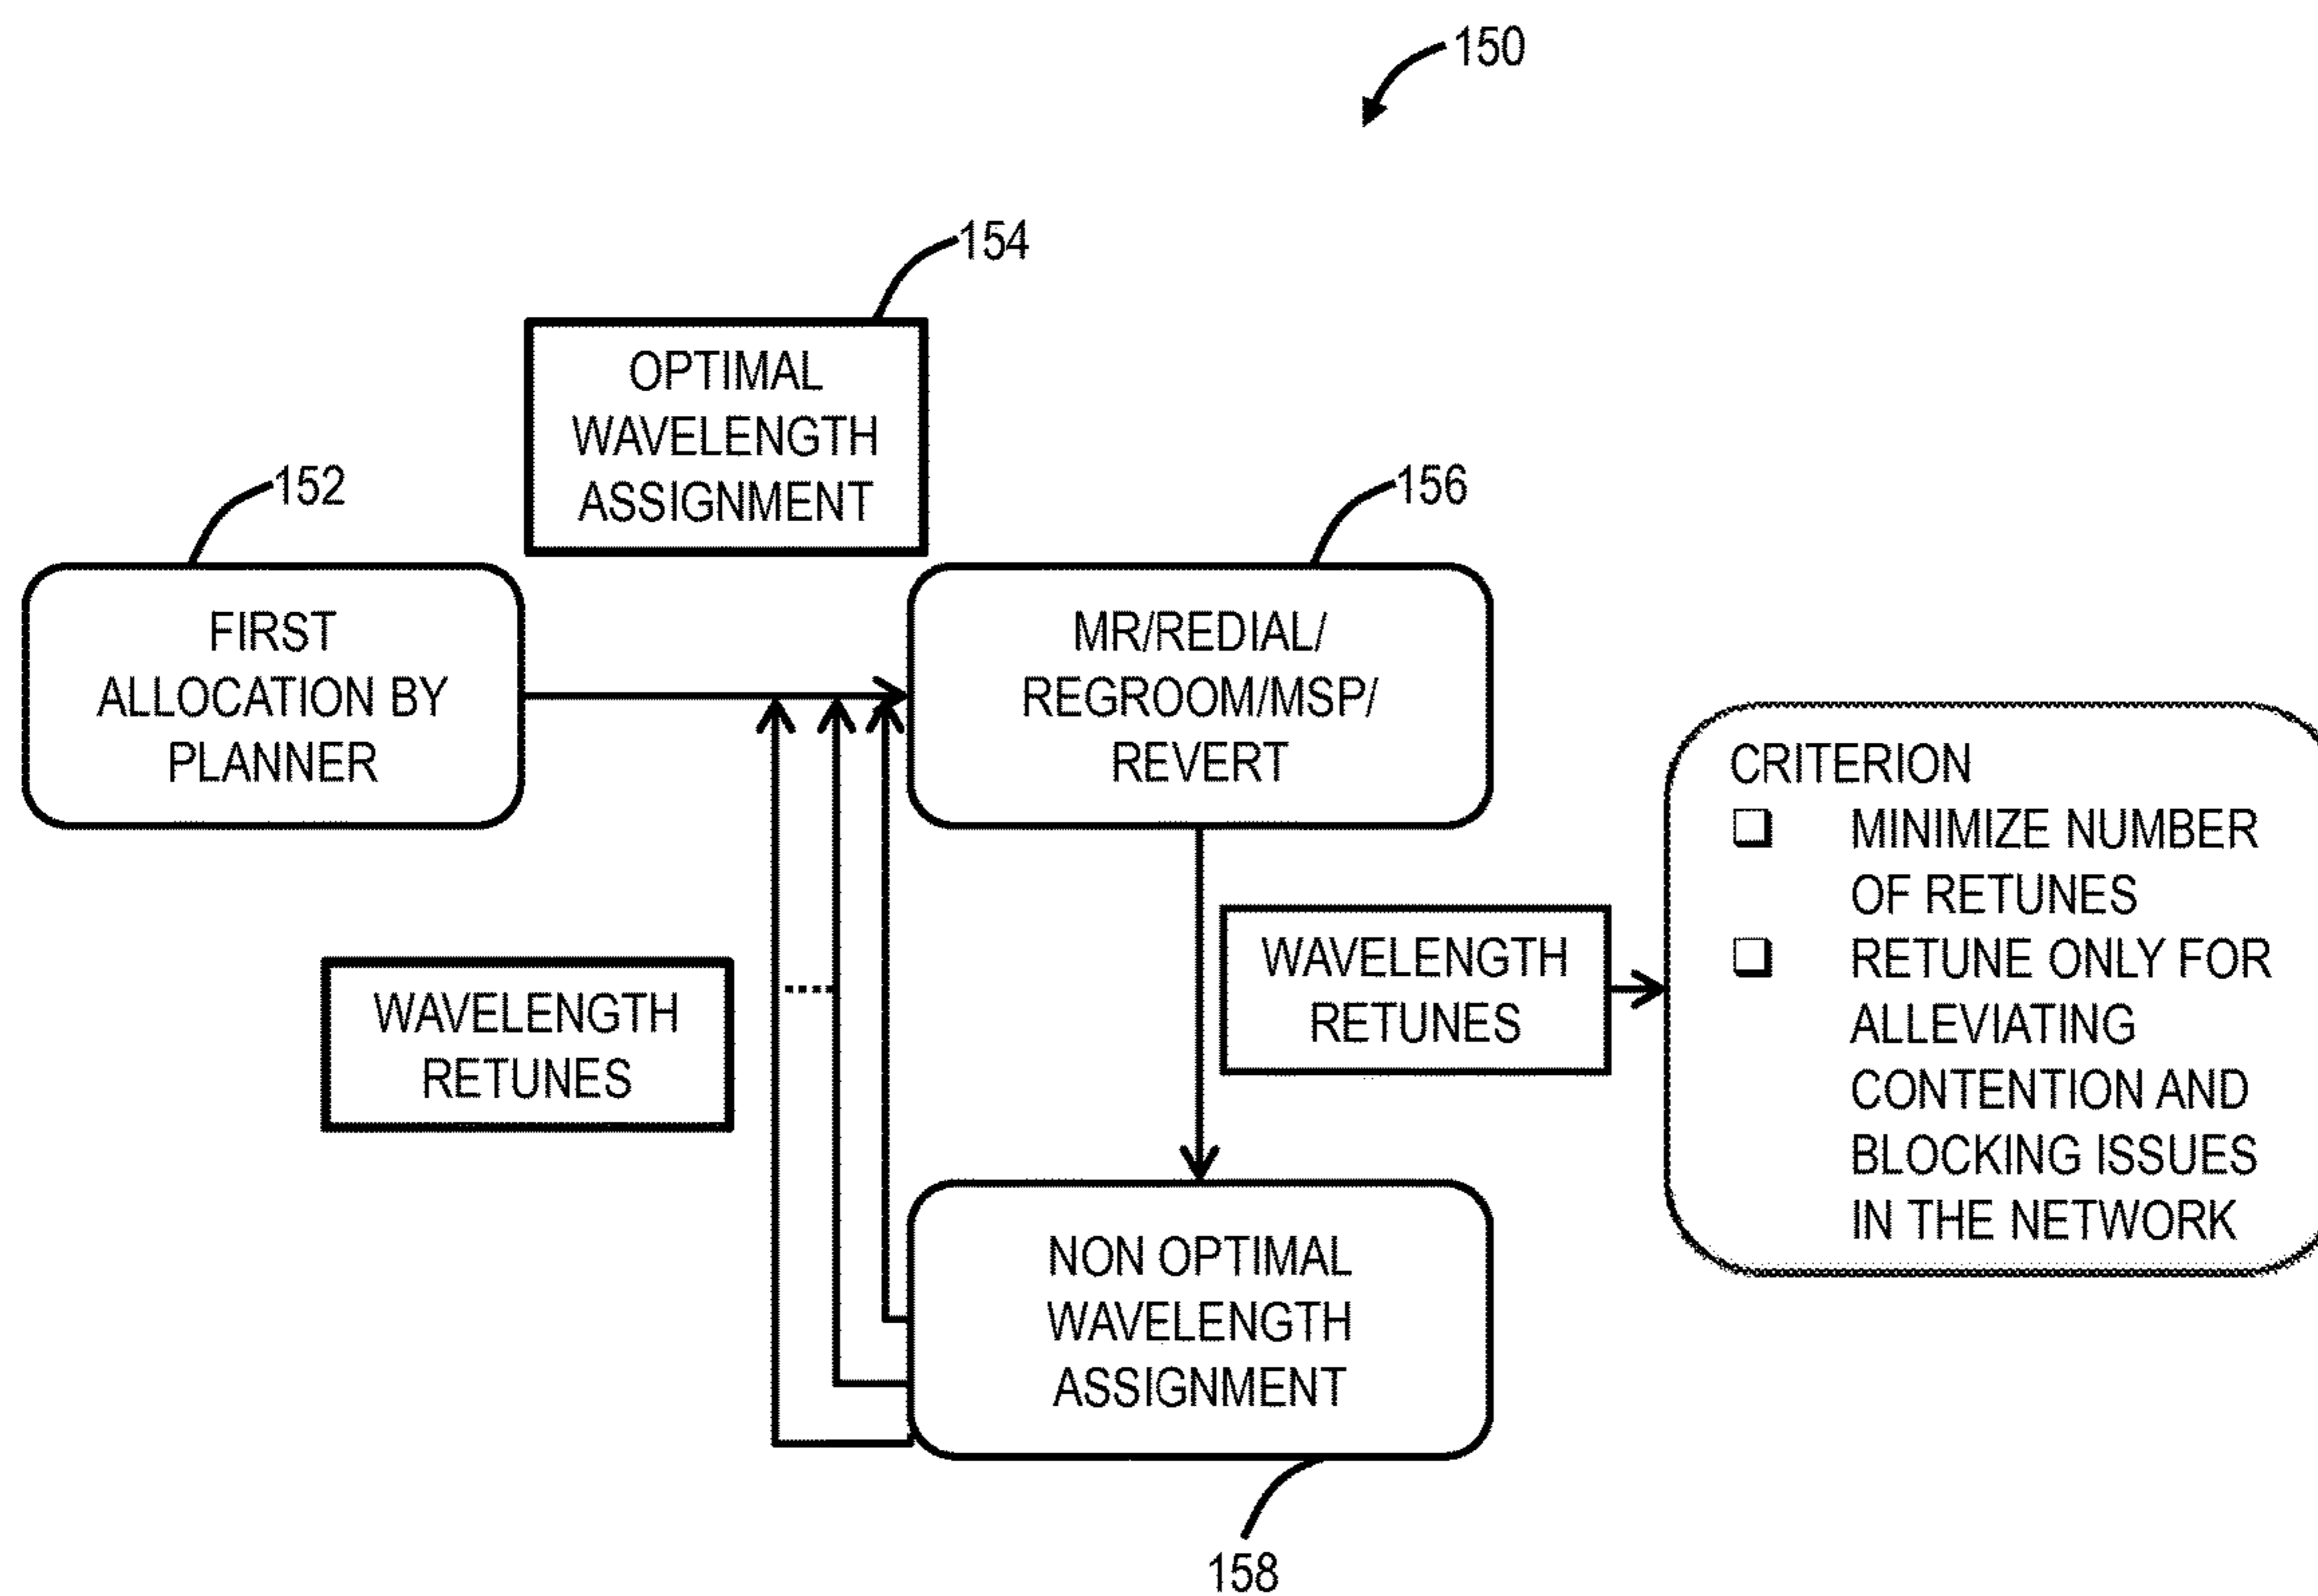 150
154
OPTIMAL
WAVELENGTH
ASSIGNMENT
152
156
FIRST
ALLOCATION BY
PLANNER
MR/REDIAL/
REGROOM/MSP/
REVERT
WAVELENGTH
RETUNES
WAVELENGTH
RETUNES
CRITERION
❑ MINIMIZE NUMBER
OF RETUNES
❑ RETUNE ONLY FOR
ALLEVIATING
CONTENTION AND
BLOCKING ISSUES
IN THE NETWORK
NON OPTIMAL
WAVELENGTH
ASSIGNMENT
158